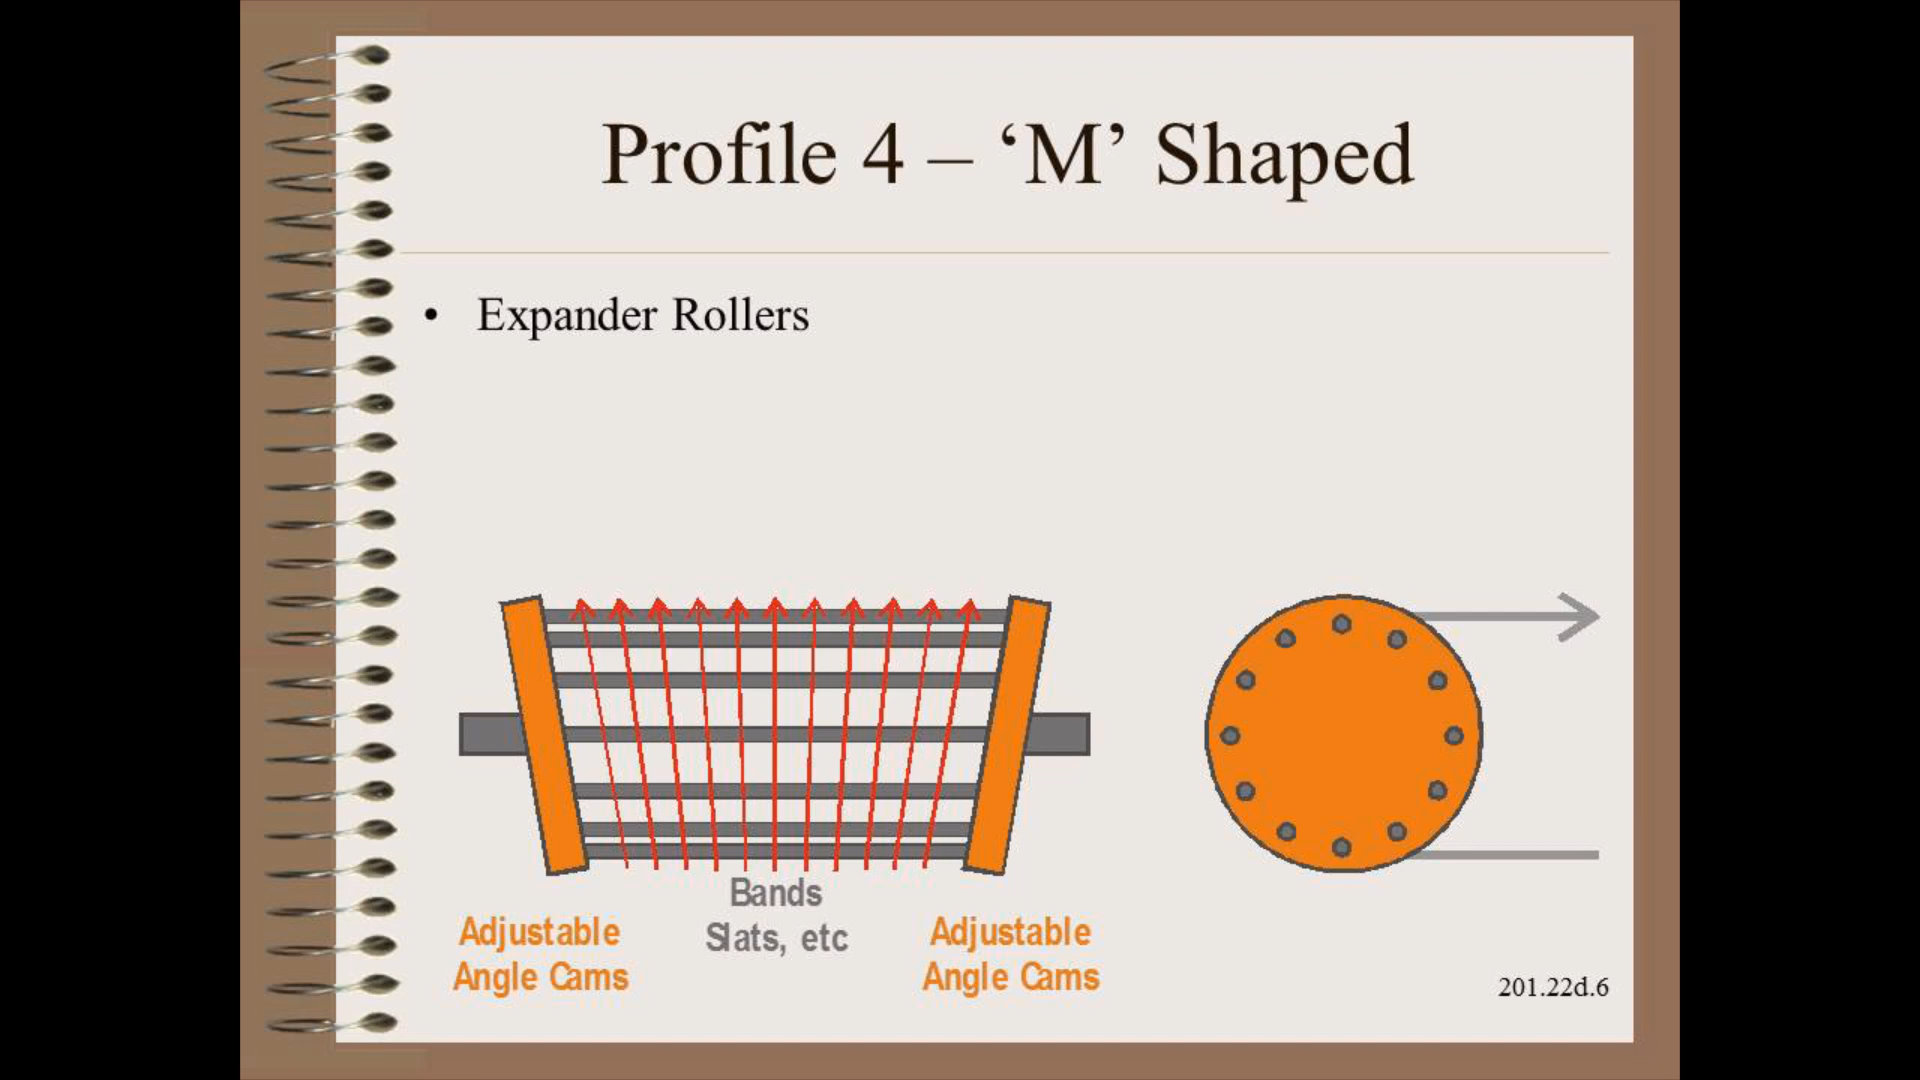 Profile 4 – ‘M’ Shaped
• Expander Rollers
Bands
Slats, etc
Adjustable
Angle Cams
Adjustable
Angle Cams
201.22d.6